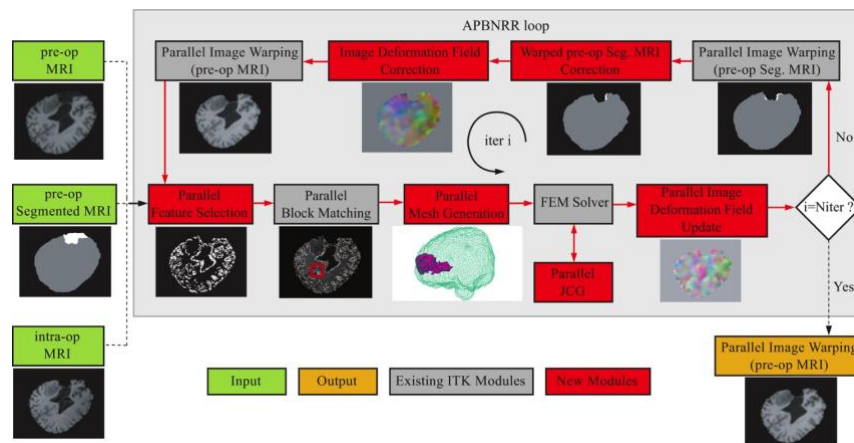 APBNRR loop
pre-op
MRI
Parallel Image Warping
(pre-op MRI)
Image Deformation Field
Correction
Warped pre-op Seg. MRI
Correction
Parallel Image Warping
(pre-op Seg. MRI)
iter i
No
pre-op
Segmented MRI
Parallel
Feature Selection
Parallel
Block Matching
Parallel
Mesh Generation
FEM Solver
Parallel Image
Deformation Field
Update
i=Niter ?
Parallel
JCG
Yes
intra-op
MRI
Parallel Image Warping
(pre-op MRI)
Input
Output
Existing ITK Modules
New Modules